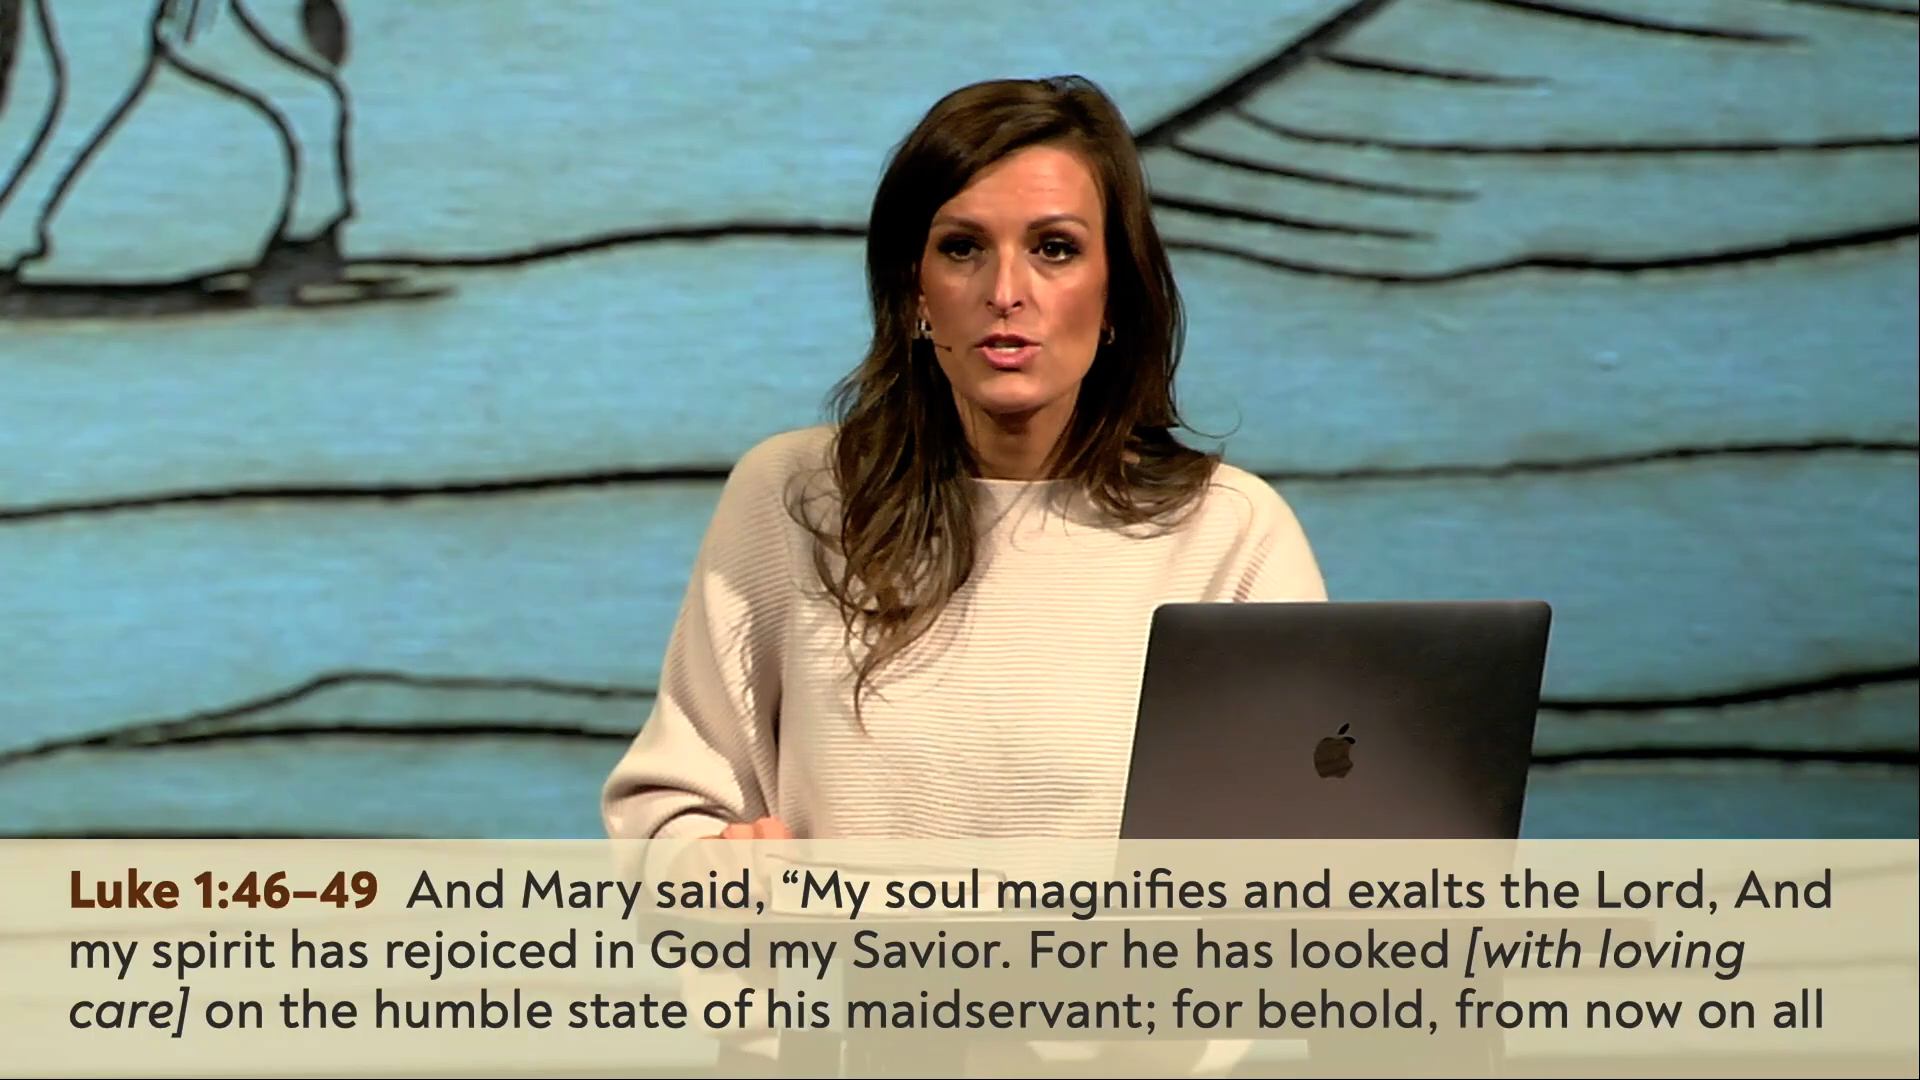 Luke 1:46–49 And Mary said, “My soul magnifies and exalts the Lord, And
my spirit has rejoiced in God my Savior. For he has looked [with loving
care] on the humble state of his maidservant; for behold, from now on all